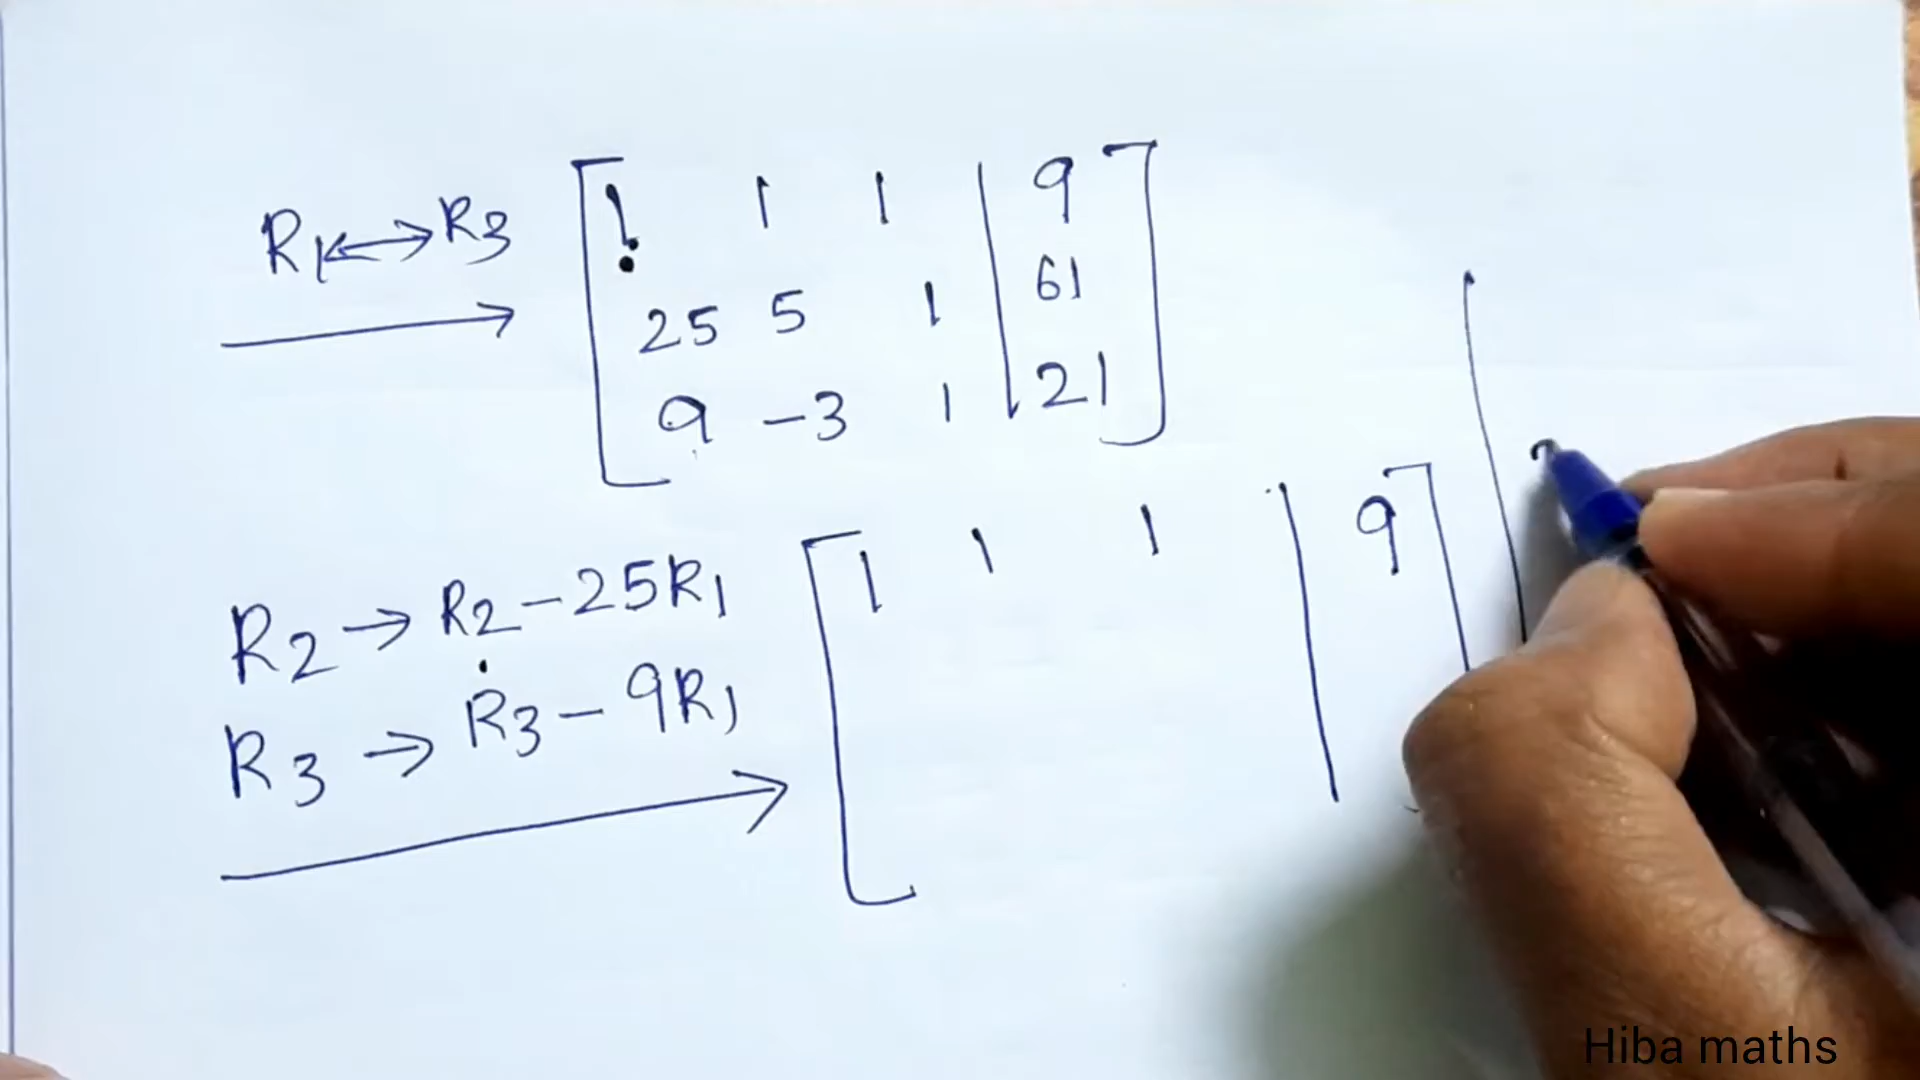 R1↔R3 [1 1 1 | 9]
25 5 1 | 61
9 -3 1 | 21
R2→R2-25R1 [1 1 1 | 9]
R3→R3-9R1
Hiba maths